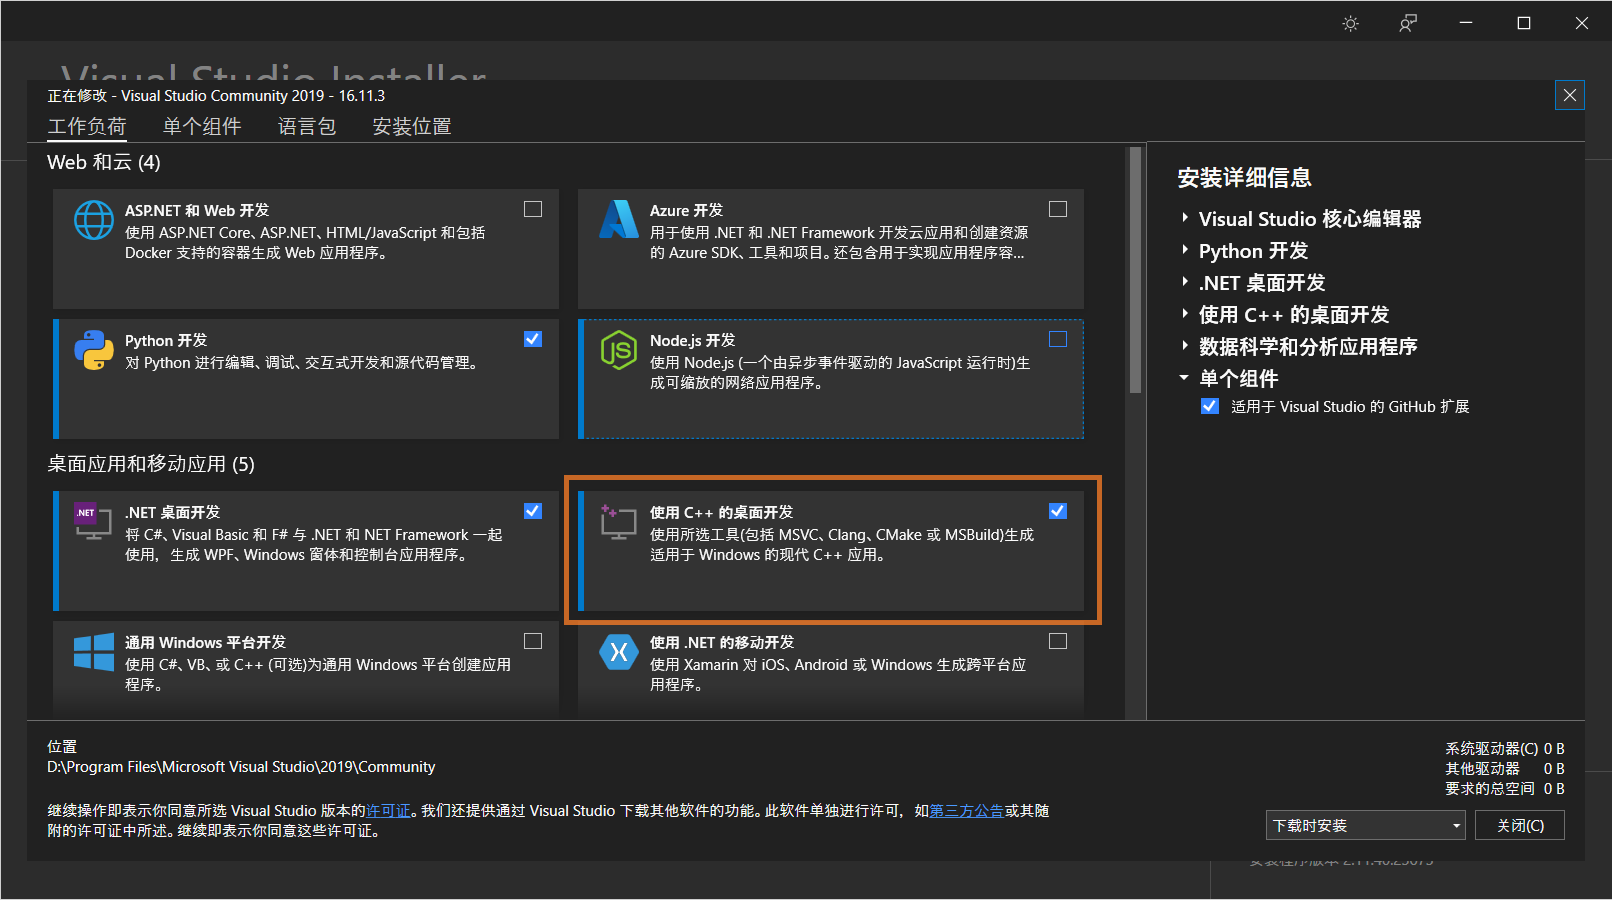 Visual Studio Installer
正在修改 - Visual Studio Community 2019 - 16.11.3
工作负荷 单个组件 语言包 安装位置
Web 和云 (4)
ASP.NET 和 Web 开发
使用 ASP.NET Core、ASP.NET、HTML/JavaScript 和包括
Docker 支持的容器生成 Web 应用程序。
Azure 开发
用于使用 .NET 和 .NET Framework 开发云应用和创建资源
的 Azure SDK、工具和项目。还包含用于实现应用程序容...
Python 开发
对 Python 进行编辑、调试、交互式开发和源代码管理。
JS
Node.js 开发
使用 Node.js (一个由异步事件驱动的 JavaScript 运行时)生
成可缩放的网络应用程序。
桌面应用和移动应用 (5)
.NET
.NET 桌面开发
将 C#、Visual Basic 和 F# 与 .NET 和 NET Framework 一起
使用，生成 WPF、Windows 窗体和控制台应用程序。
使用 C++ 的桌面开发
使用所选工具(包括 MSVC、Clang、CMake 或 MSBuild)生成
适用于 Windows 的现代 C++ 应用。
通用 Windows 平台开发
使用 C#、VB、或 C++ (可选)为通用 Windows 平台创建应用
程序。
使用 .NET 的移动开发
使用 Xamarin 对 iOS、Android 或 Windows 生成跨平台应
用程序。
安装详细信息
Visual Studio 核心编辑器
Python 开发
.NET 桌面开发
使用 C++ 的桌面开发
数据科学和分析应用程序
单个组件
适用于 Visual Studio 的 GitHub 扩展
位置
D:\Program Files\Microsoft Visual Studio\2019\Community
继续操作即表示你同意所选 Visual Studio 版本的许可证。我们还提供通过 Visual Studio 下载其他软件的功能。此软件单独进行许可，如第三方公告或其随
附的许可证中所述。继续即表示你同意这些许可证。
系统驱动器(C) 0 B
其他驱动器 0 B
要求的总空间 0 B
下载时安装
关闭(C)